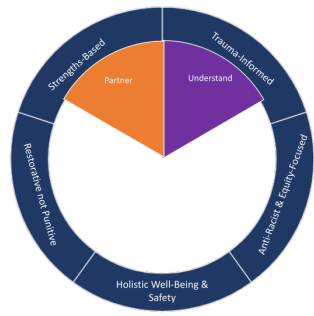 Strengths-Based
Trauma-Informed
Partner
Understand
Restorative not Punitive
Anti-Racist & Equity-Focused
Holistic Well-Being &
Safety